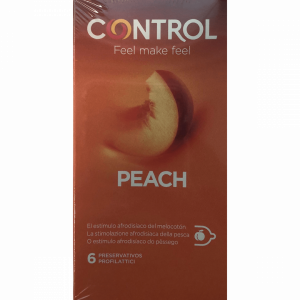 CONTROL
Feel make feel
PEACH
El estímulo afrodisíaco del melocotón
La stimolazione afrodisiaca della pesca
O estímulo afrodisíaco do pêssego
6 PRESERVATIVOS
PROFILATTICI